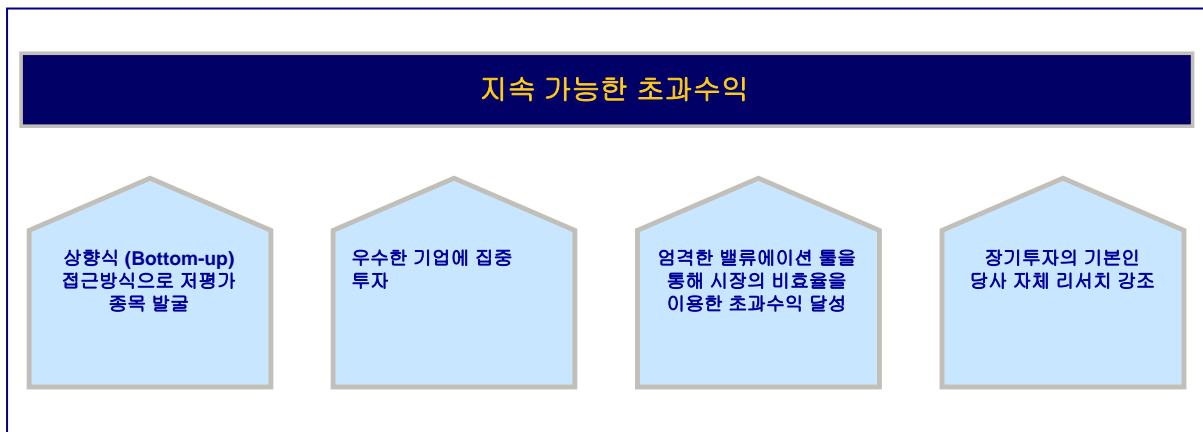 지속 가능한 초과수익
상향식 (Bottom-up)
접근방식으로 저평가
종목 발굴
우수한 기업에 집중
투자
엄격한 밸류에이션 툴을
통해 시장의 비효율을
이용한 초과수익 달성
장기투자의 기본인
당사 자체 리서치 강조